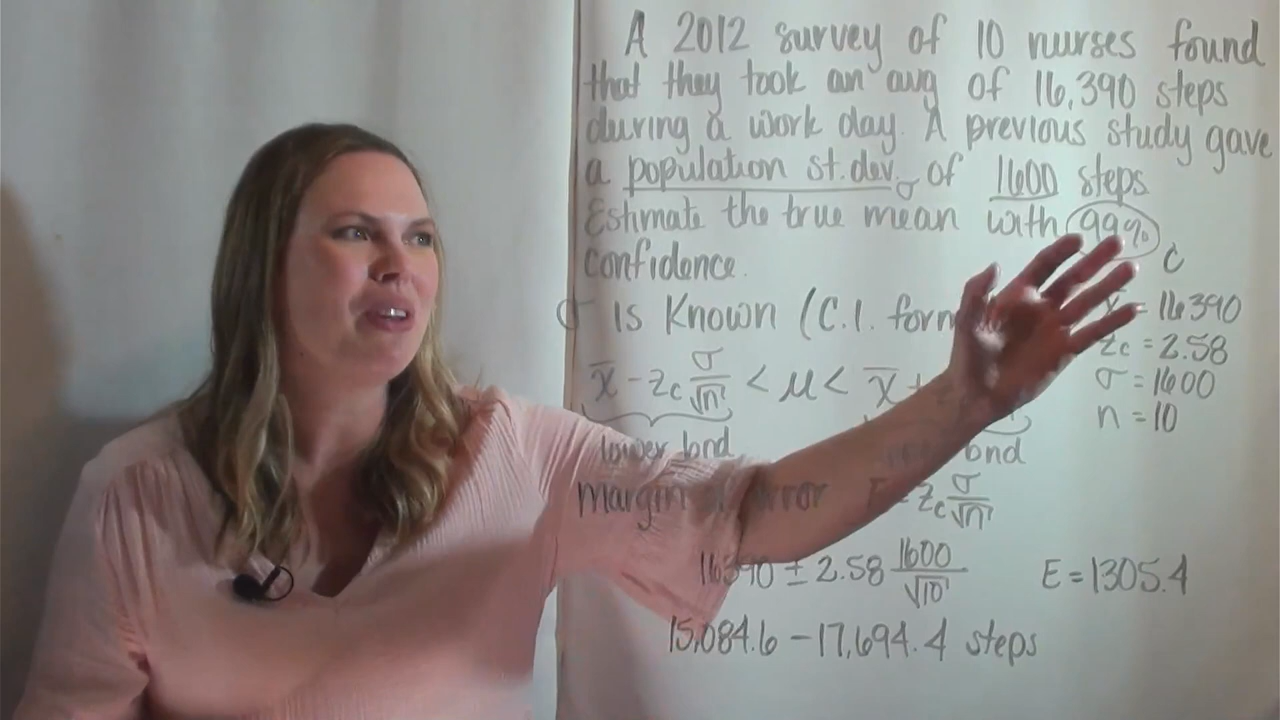 A 2012 survey of 10 nurses found
that they took an avg of 16,390 steps
during a work day. A previous study gave
a population st.dev. σ of 1600 steps
Estimate the true mean with 99%
confidence. c
σ is Known (C.I. form
x̄ - zc σ/√n < μ < x̄ +
lower bnd bnd
margin of error E = zc σ/√n
x̄ = 16390
zc = 2.58
σ = 1600
n = 10
16390 ± 2.58 1600/√10 E = 1305.4
15,084.6 - 17,694.4 steps